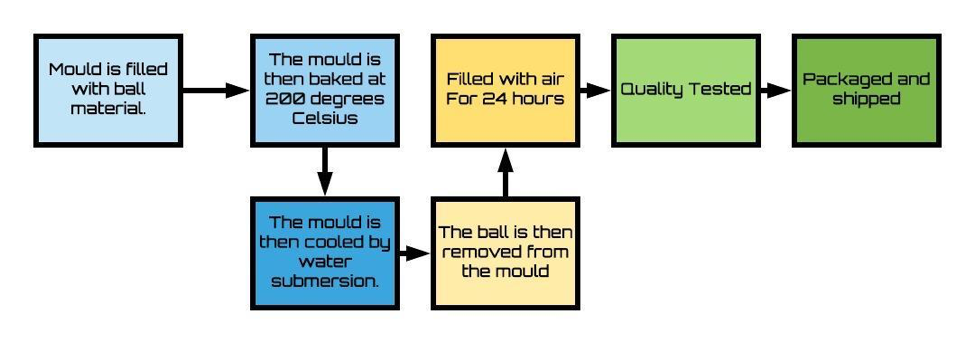 Mould is filled
with ball
material.
The mould is
then baked at
200 degrees
Celsius
The mould is
then cooled by
water
submersion.
The ball is then
removed from
the mould
Filled with air
For 24 hours
Quality Tested
Packaged and
shipped